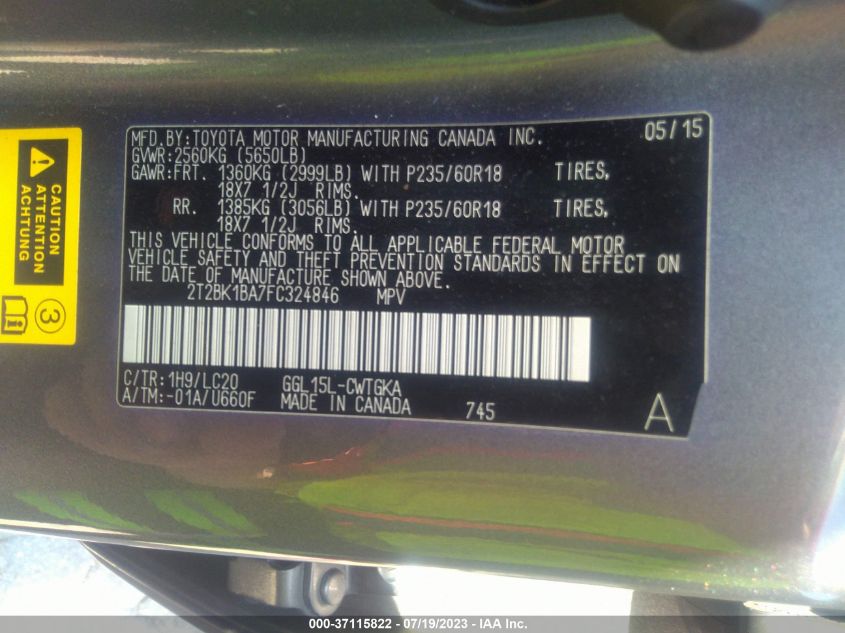 MFD.BY:TOYOTA MOTOR MANUFACTURING CANADA INC. 05/15
GVWR:2560KG (5650LB)
GAWR:FRT. 1360KG (2999LB) WITH P235/60R18 TIRES,
18X7 1/2J RIMS.
RR. 1385KG (3056LB) WITH P235/60R18 TIRES,
18X7 1/2J RIMS.
THIS VEHICLE CONFORMS TO ALL APPLICABLE FEDERAL MOTOR
VEHICLE SAFETY AND THEFT PREVENTION STANDARDS IN EFFECT ON
THE DATE OF MANUFACTURE SHOWN ABOVE.
2T2BK1BA7FC324846 MPV
C/TR:1H9/LC20 GGL15L-CWTGKA
A/TM:-01A/U660F MADE IN CANADA 745 A
CAUTION
ATTENTION
ACHTUNG
3
000-37115822 - 07/19/2023 - IAA Inc.